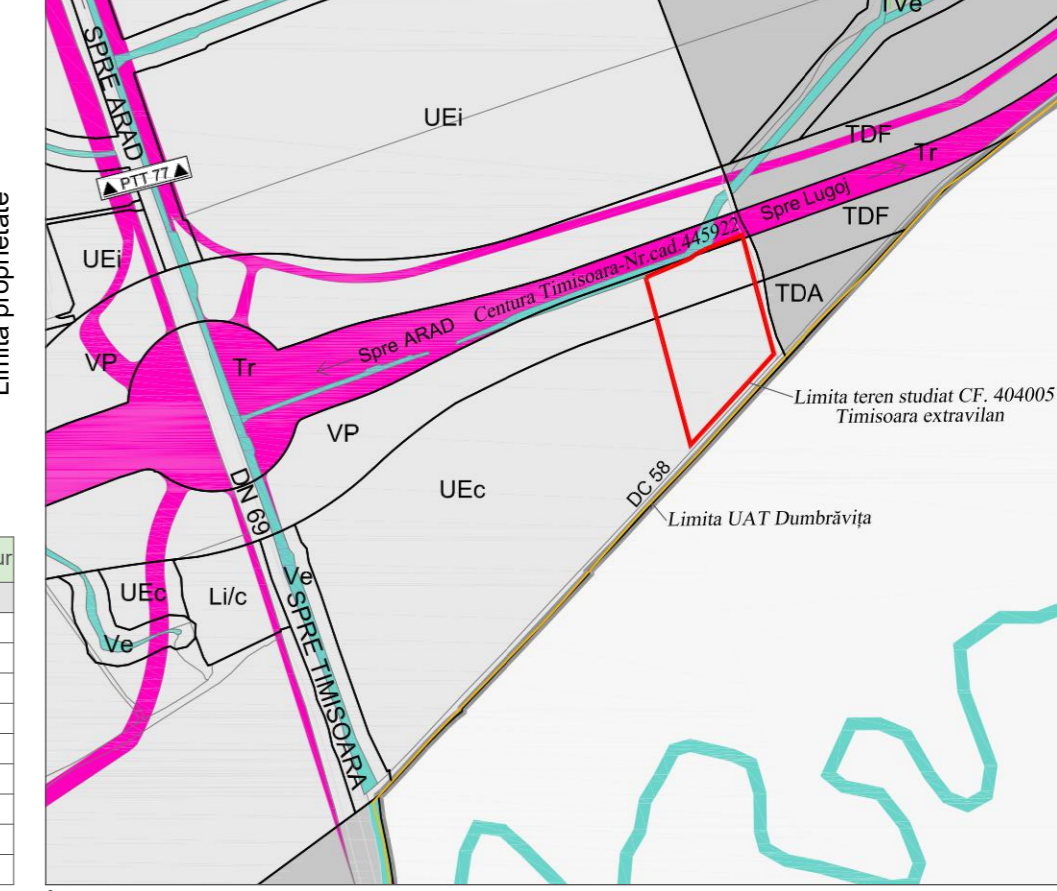 TVe
SPRE ARAD
UEi
TDF
Tr
PTT 77
Spre Lugoj
TDF
UEi
Centura Timisoara-Nr.cad.445922
TDA
Spre ARAD
VP
Tr
Limita teren studiat CF. 404005
Timisoara extravilan
VP
UEc
DN 69
DC 58
Limita UAT Dumbrăvița
Ve
UEc
Li/c
Ve
SPRE TIMISOARA
Limita proprietate